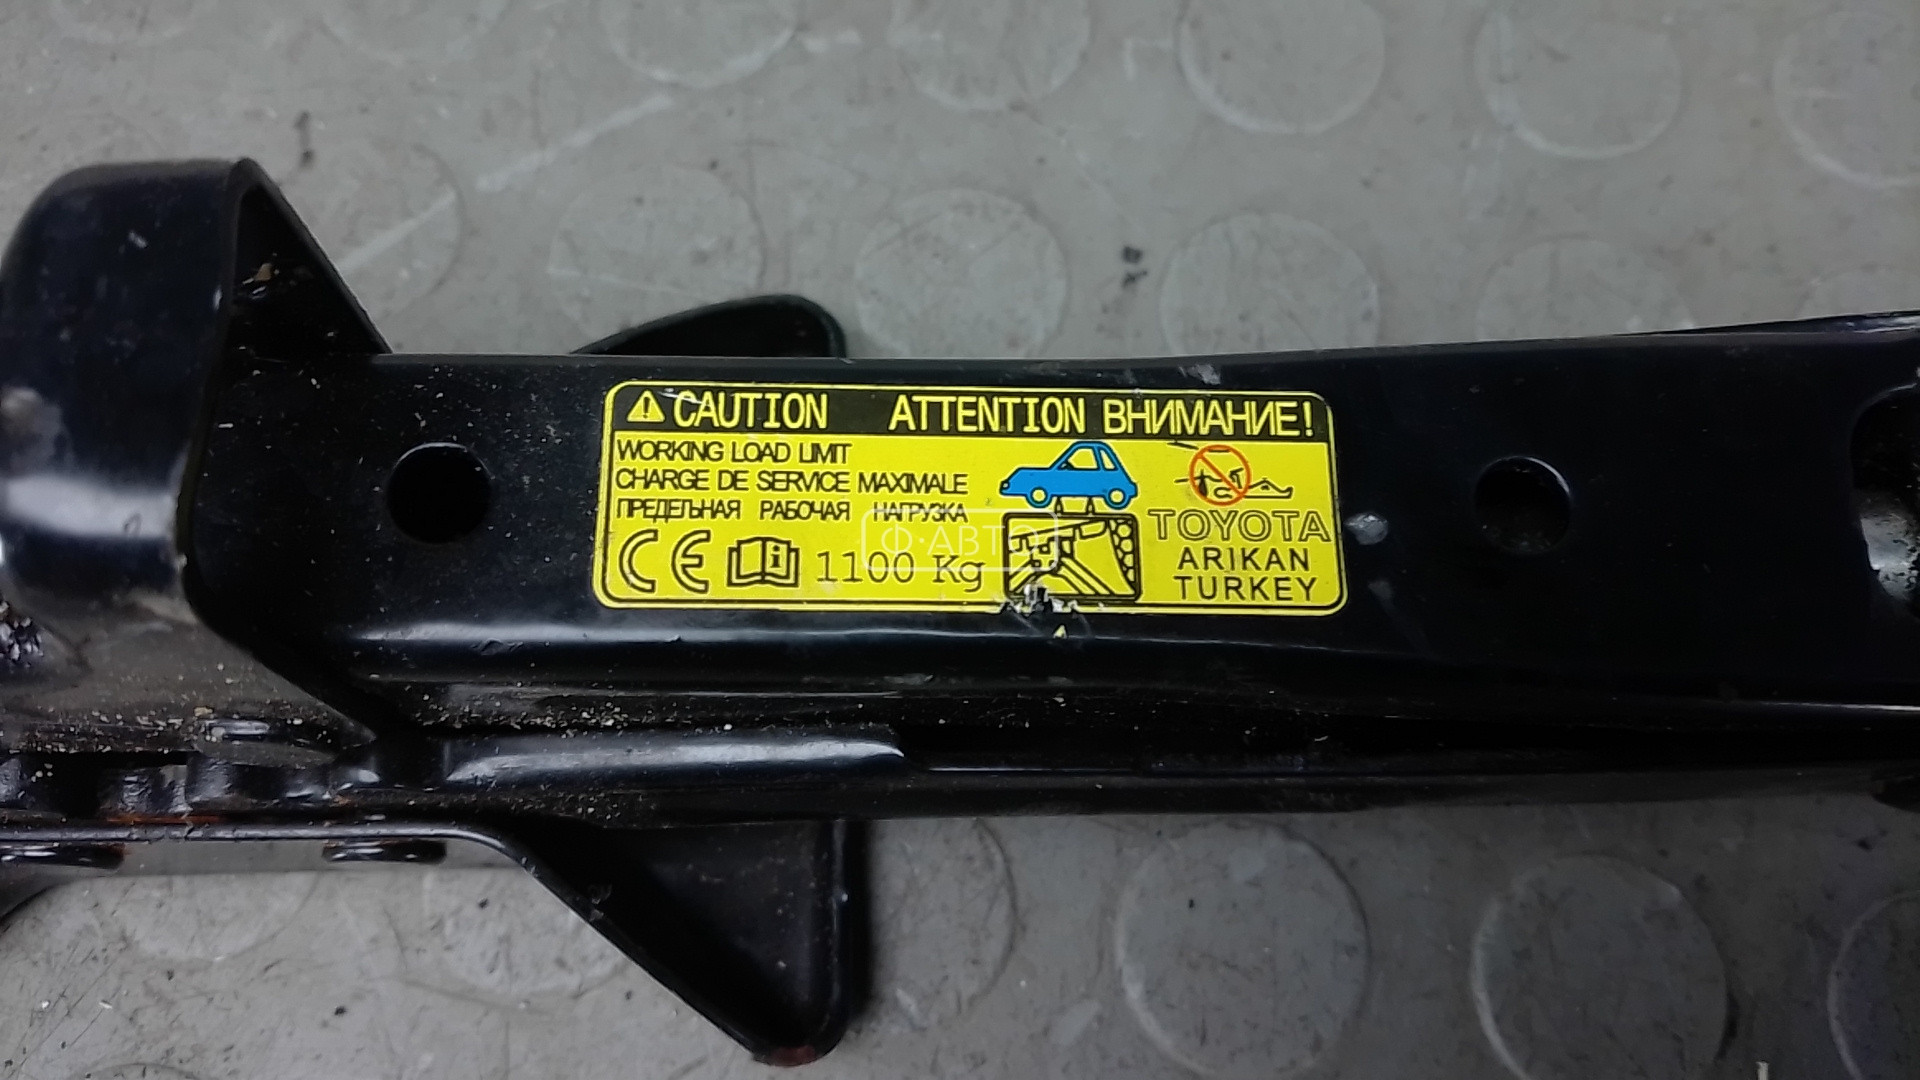 CAUTION ATTENTION ВНИМАНИЕ!
WORKING LOAD LIMIT
CHARGE DE SERVICE MAXIMALE
ПРЕДЕЛЬНАЯ РАБОЧАЯ НАГРУЗКА
CE i 1100 Kg
TOYOTA
ARIKAN
TURKEY
Ф·АВТО